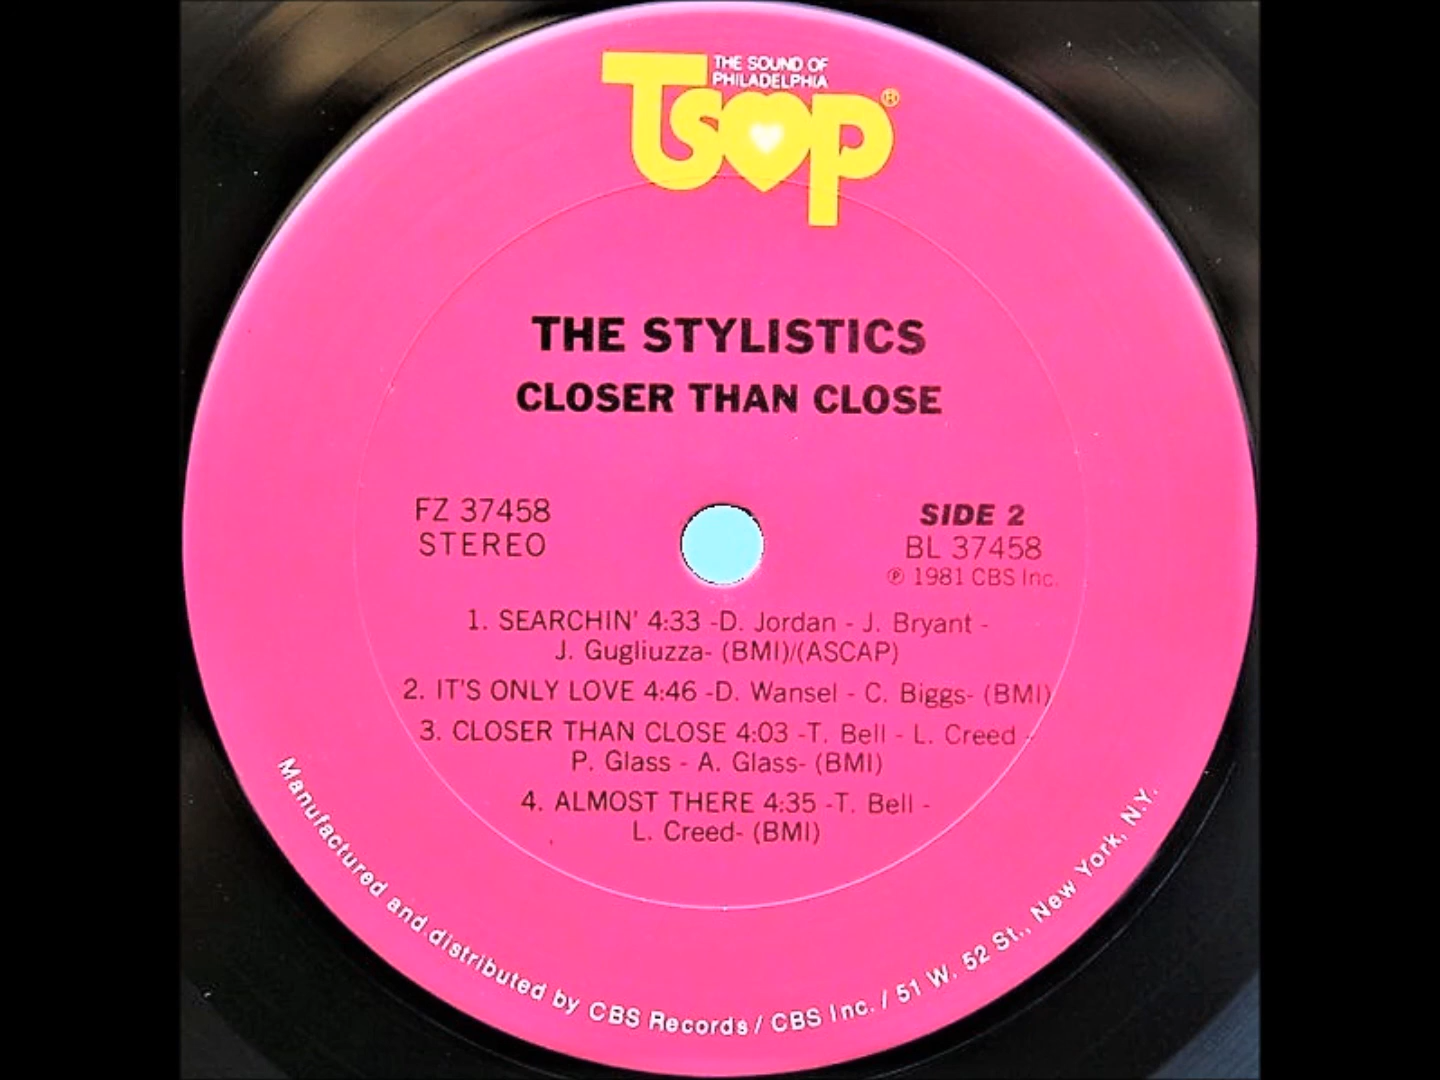 THE SOUND OF
PHILADELPHIA
TSOP®
THE STYLISTICS
CLOSER THAN CLOSE
FZ 37458
STEREO
SIDE 2
BL 37458
℗ 1981 CBS Inc.
1. SEARCHIN' 4:33 -D. Jordan - J. Bryant -
J. Gugliuzza- (BMI)/(ASCAP)
2. IT'S ONLY LOVE 4:46 -D. Wansel - C. Biggs- (BMI)
3. CLOSER THAN CLOSE 4:03 -T. Bell - L. Creed -
P. Glass - A. Glass- (BMI)
4. ALMOST THERE 4:35 -T. Bell -
L. Creed- (BMI)
Manufactured and distributed by CBS Records / CBS Inc. / 51 W. 52 St., New York, N.Y.